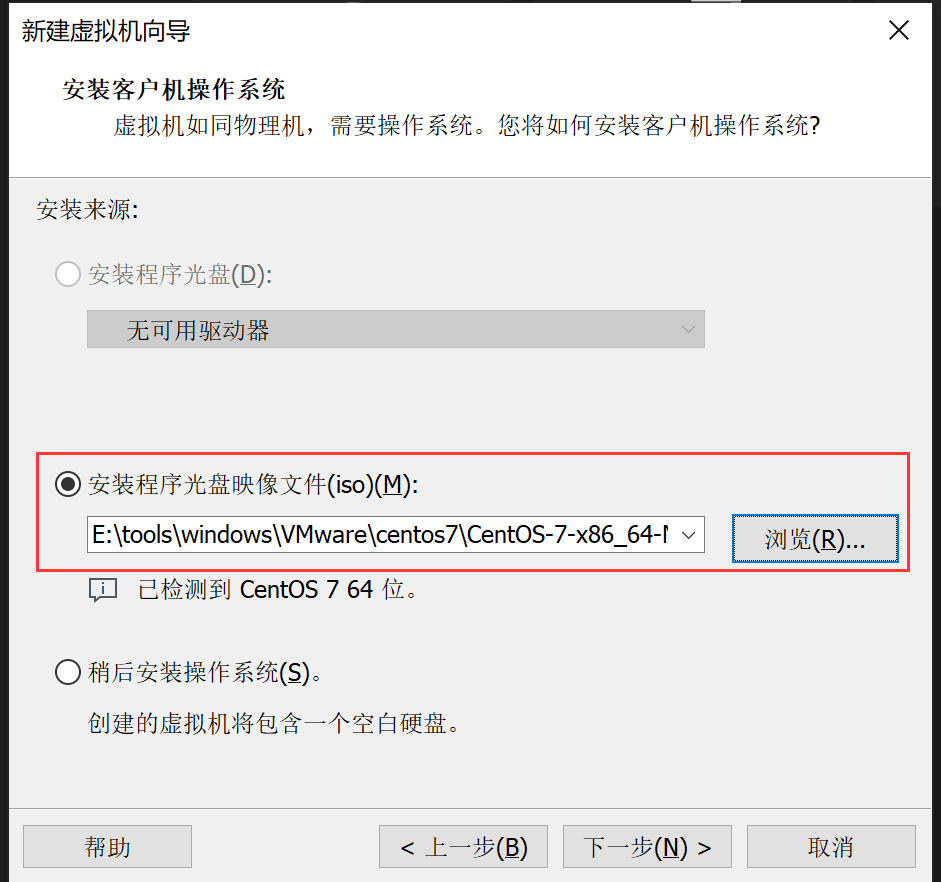 新建虚拟机向导
安装客户机操作系统
虚拟机如同物理机，需要操作系统。您将如何安装客户机操作系统?
安装来源:
安装程序光盘(D):
无可用驱动器
安装程序光盘映像文件(iso)(M):
E:\tools\windows\VMware\centos7\CentOS-7-x86_64-M
浏览(R)...
已检测到 CentOS 7 64 位。
稍后安装操作系统(S)。
创建的虚拟机将包含一个空白硬盘。
帮助 < 上一步(B) 下一步(N) > 取消